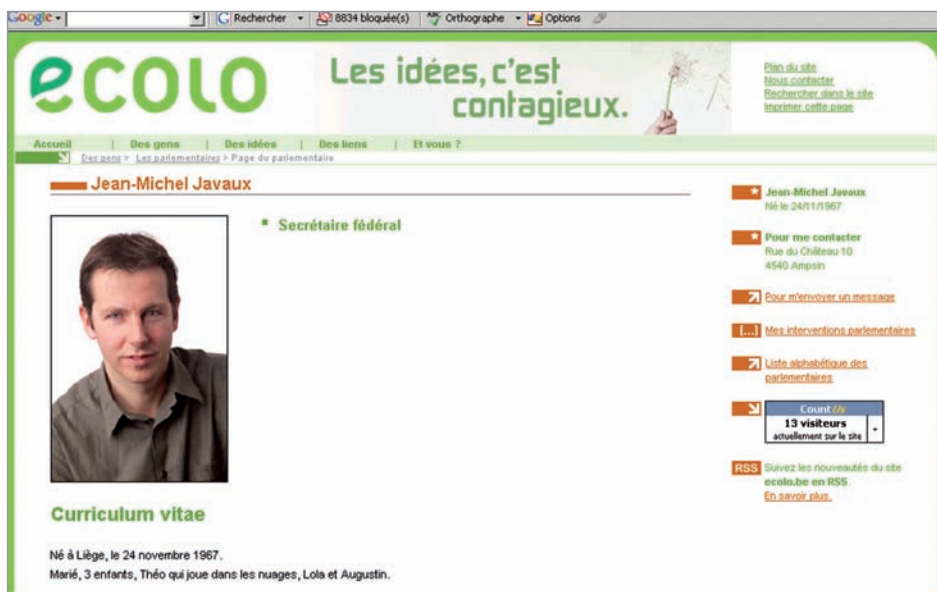 Google
Rechercher
8834 bloquée(s)
ABC Orthographe
Options
ecolo
Les idées, c'est
contagieux.
Plan du site
Nous contacter
Rechercher dans le site
Imprimer cette page
Accueil | Des gens | Des idées | Des liens | Et vous ?
Des gens > Les parlementaires > Page du parlementaire
Jean-Michel Javaux
Secrétaire fédéral
Curriculum vitae
Né à Liège, le 24 novembre 1967.
Marié, 3 enfants, Théo qui joue dans les nuages, Lola et Augustin.
Jean-Michel Javaux
Né le 24/11/1967
Pour me contacter
Rue du Château 10
4540 Ampsin
Pour m'envoyer un message
[...] Mes interventions parlementaires
Liste alphabétique des
parlementaires
Count Us
13 visiteurs
actuellement sur le site
RSS Suivez les nouveautés du site
ecolo.be en RSS.
En savoir plus.